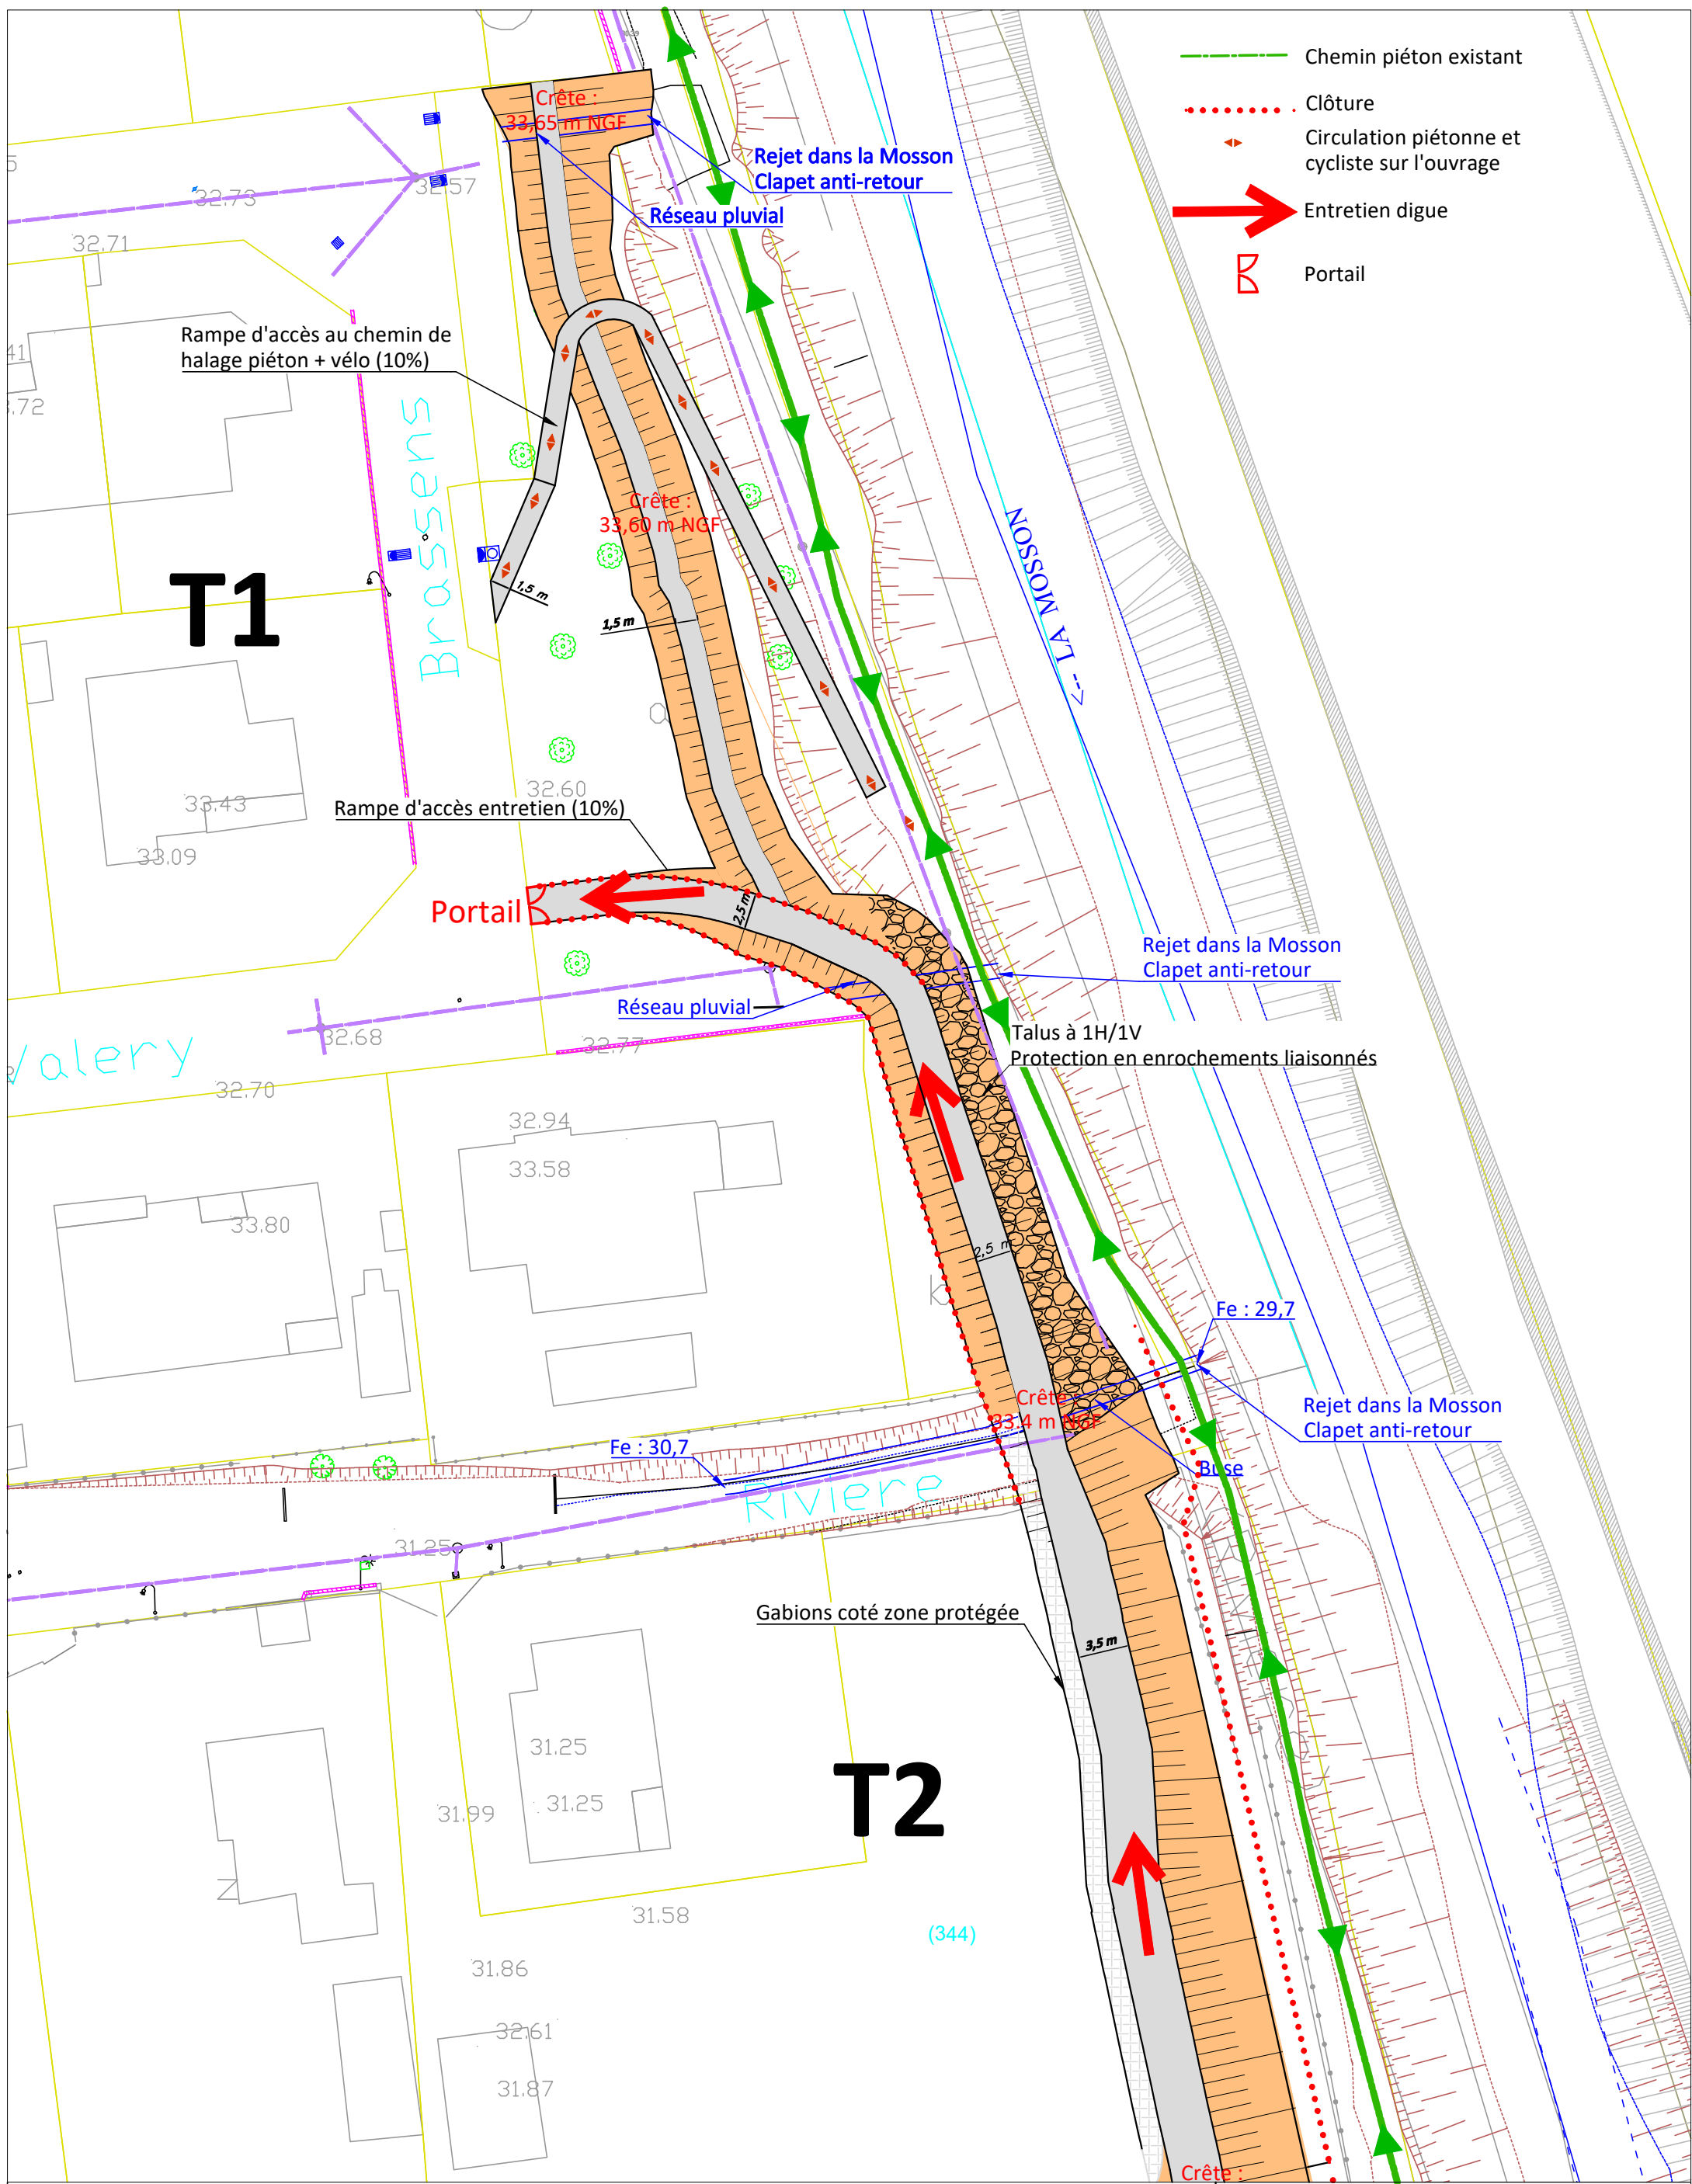 Chemin piéton existant
Clôture
Circulation piétonne et
cycliste sur l'ouvrage
Entretien digue
Portail
Crête :
33,65 m NGF
Rejet dans la Mosson
Clapet anti-retour
Réseau pluvial
32.57
32.73
32.71
Rampe d'accès au chemin de
halage piéton + vélo (10%)
Brassens
Crête :
33,60 m NGF
<--- LA MOSSON
T1
1,5 m
1,5 m
a
32.60
33.43
33.09
Rampe d'accès entretien (10%)
Portail
2,5 m
Rejet dans la Mosson
Clapet anti-retour
Réseau pluvial
32.68
32.77
Valery
32.70
Talus à 1H/1V
Protection en enrochements liaisonnés
32.94
33.58
33.80
2,5 m
Fe : 29,7
Crête :
33.4 m NGF
Rejet dans la Mosson
Clapet anti-retour
Fe : 30,7
Buse
Riviere
31.25
Gabions coté zone protégée
3,5 m
31.25
31.25
31.99
T2
N
31.58
(344)
31.86
32.61
31.87
Crête :